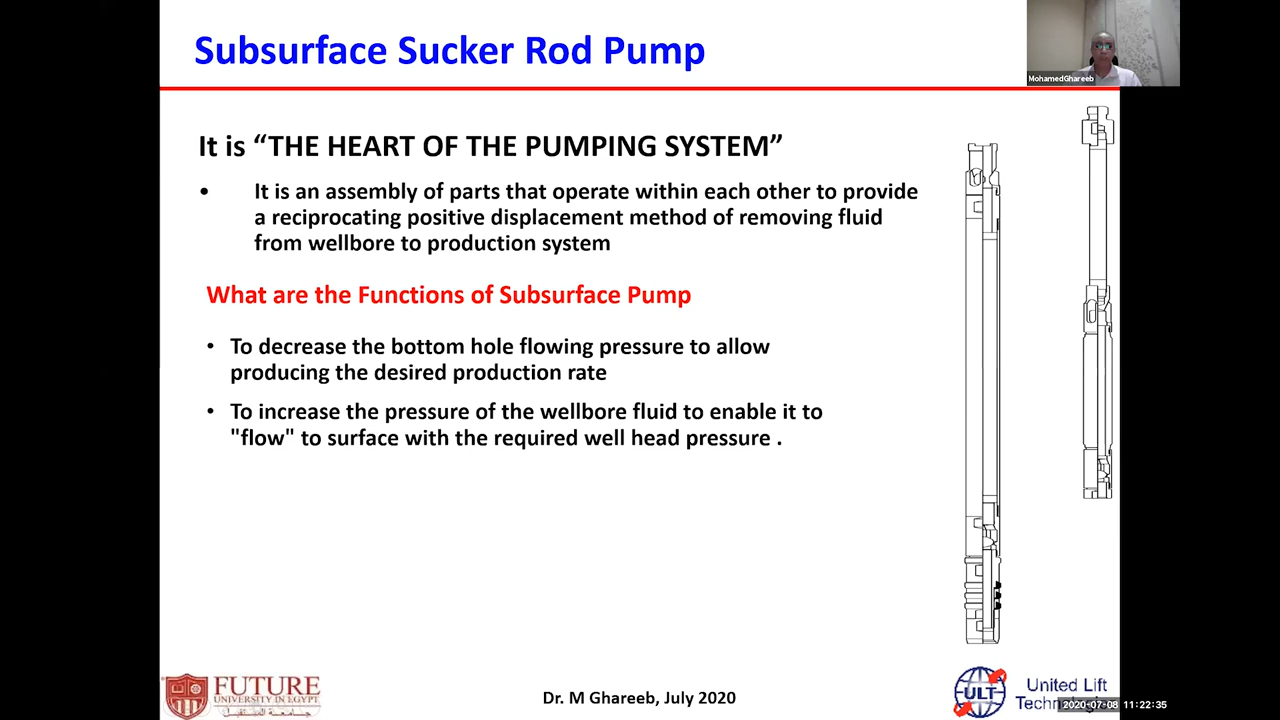 Subsurface Sucker Rod Pump
MohamedGhareeb
It is “THE HEART OF THE PUMPING SYSTEM”
• It is an assembly of parts that operate within each other to provide
a reciprocating positive displacement method of removing fluid
from wellbore to production system
What are the Functions of Subsurface Pump
• To decrease the bottom hole flowing pressure to allow
producing the desired production rate
• To increase the pressure of the wellbore fluid to enable it to
"flow" to surface with the required well head pressure .
FUTURE
UNIVERSITY IN EGYPT
جامعة المستقبل
Dr. M Ghareeb, July 2020
ULT
United Lift
2020-07-08 11:22:35